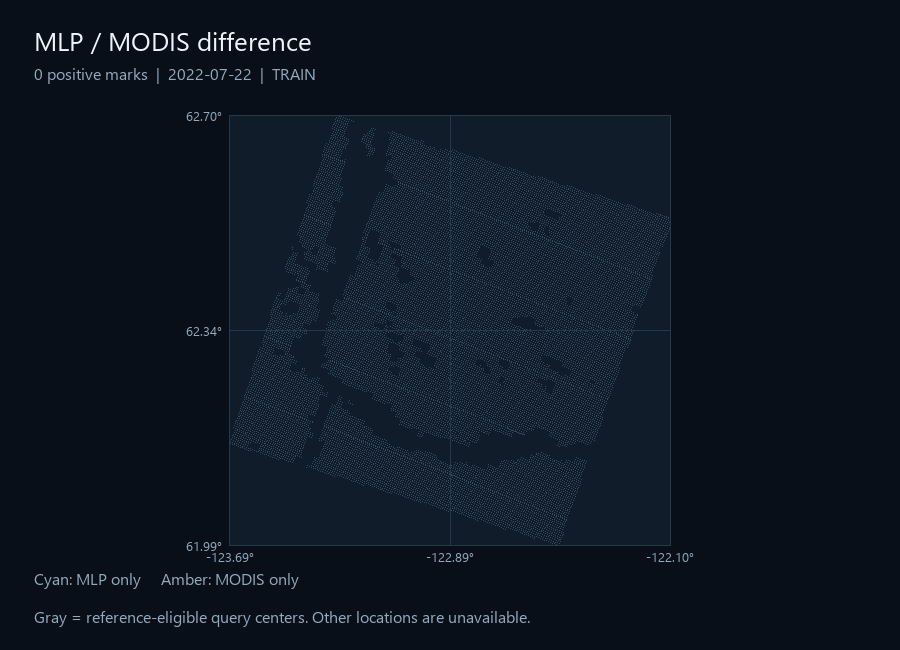 MLP / MODIS difference
0 positive marks | 2022-07-22 | TRAIN
62.70°
62.34°
61.99°
-123.69° -122.89° -122.10°
Cyan: MLP only Amber: MODIS only
Gray = reference-eligible query centers. Other locations are unavailable.